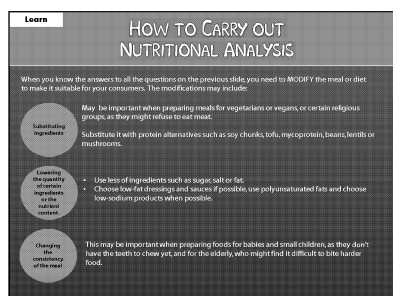 Learn
HOW TO CARRY OUT
NUTRITIONAL ANALYSIS
When you know the answers to all the questions on the previous slide, you need to MODIFY the meal or diet
to make it suitable for your consumers. The modifications may include:
Substituting
ingredients
May be important when preparing meals for vegetarians or vegans, or certain religious
groups, as they might refuse to eat meat.
Substitute it with protein alternatives such as soy chunks, tofu, mycoprotein, beans, lentils or
mushrooms.
Lowering
the quantity
of certain
ingredients
or the
nutrient
content.
• Use less of ingredients such as sugar, salt or fat.
• Choose low-fat dressings and sauces if possible, use polyunsaturated fats and choose
low-sodium products when possible.
Changing
the
consistency
of the meal
This may be important when preparing foods for babies and small children, as they don't
have the teeth to chew yet, and for the elderly, who might find it difficult to bite harder
food.